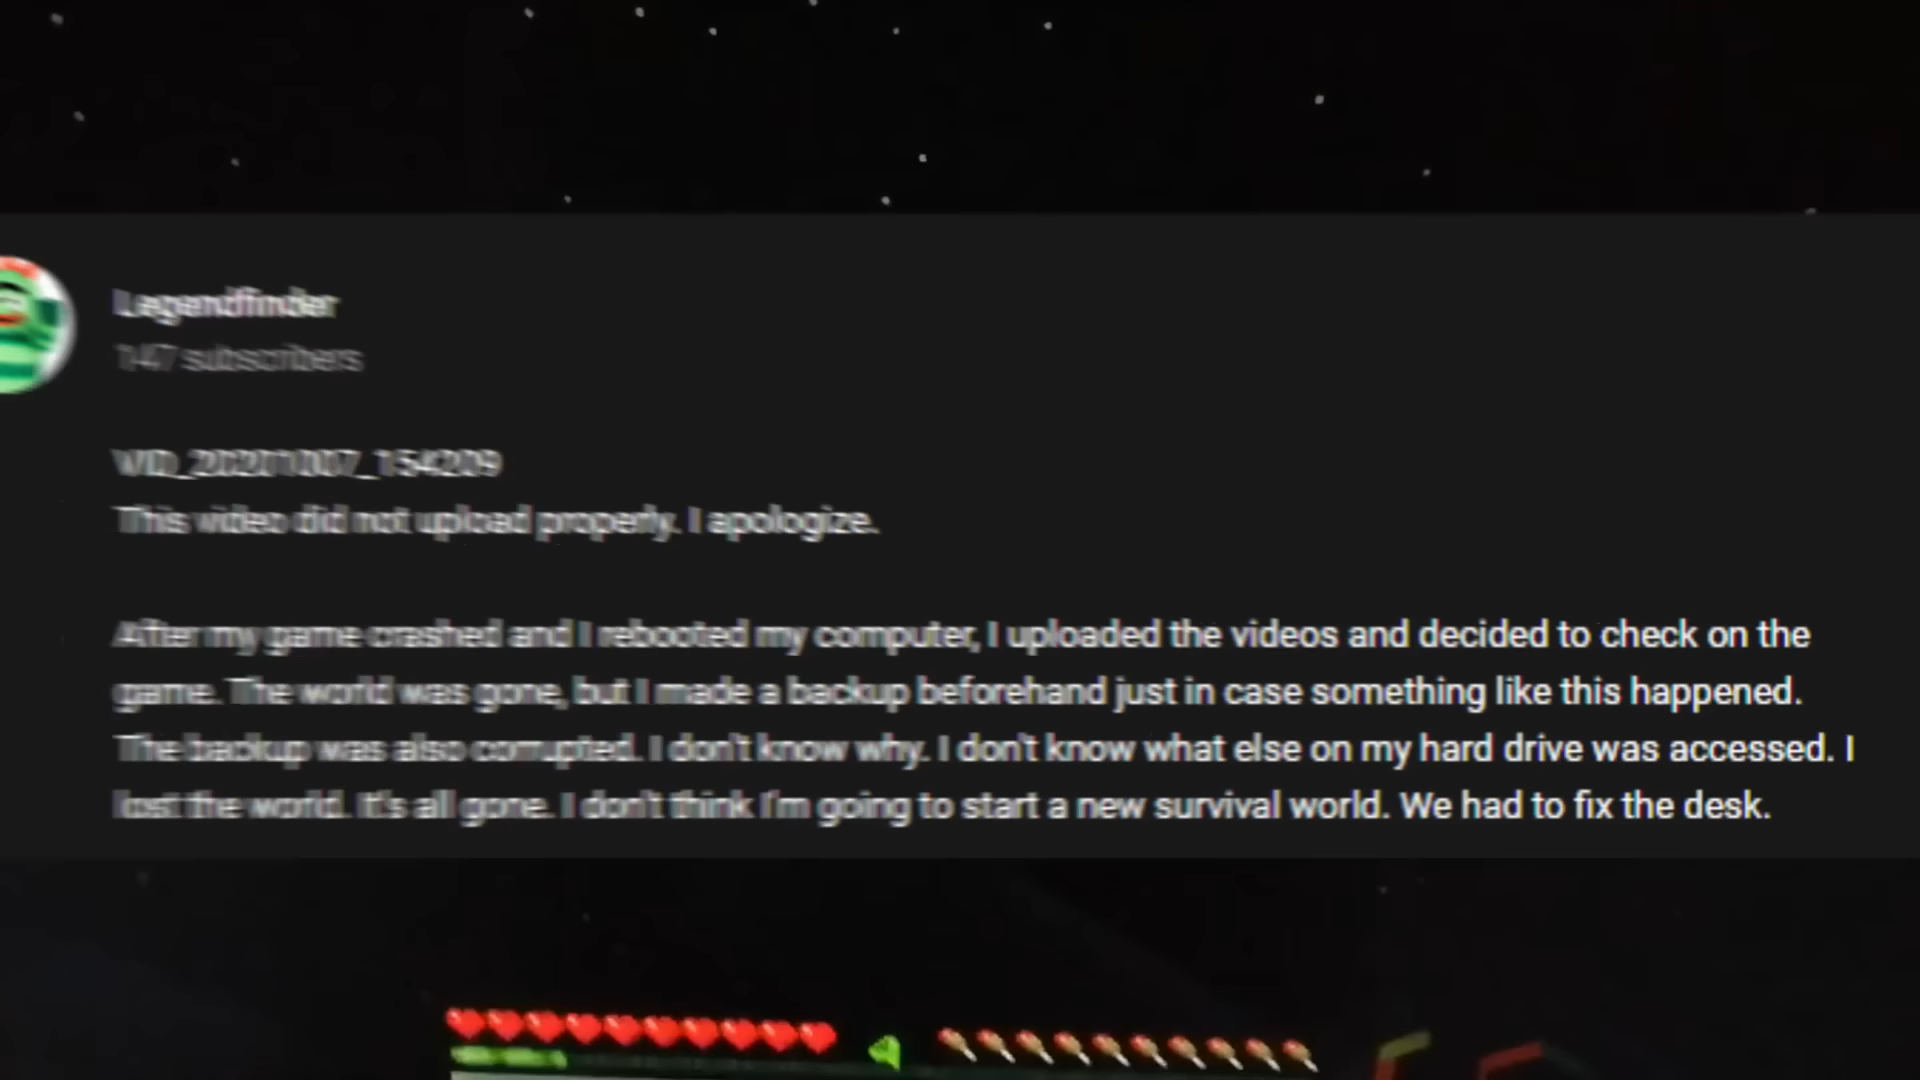 Legendfinder
147 subscribers
VID_20201007_154209
This video did not upload properly. I apologize.
After my game crashed and I rebooted my computer, I uploaded the videos and decided to check on the
game. The world was gone, but I made a backup beforehand just in case something like this happened.
The backup was also corrupted. I don't know why. I don't know what else on my hard drive was accessed. I
lost the world. It's all gone. I don't think I'm going to start a new survival world. We had to fix the desk.